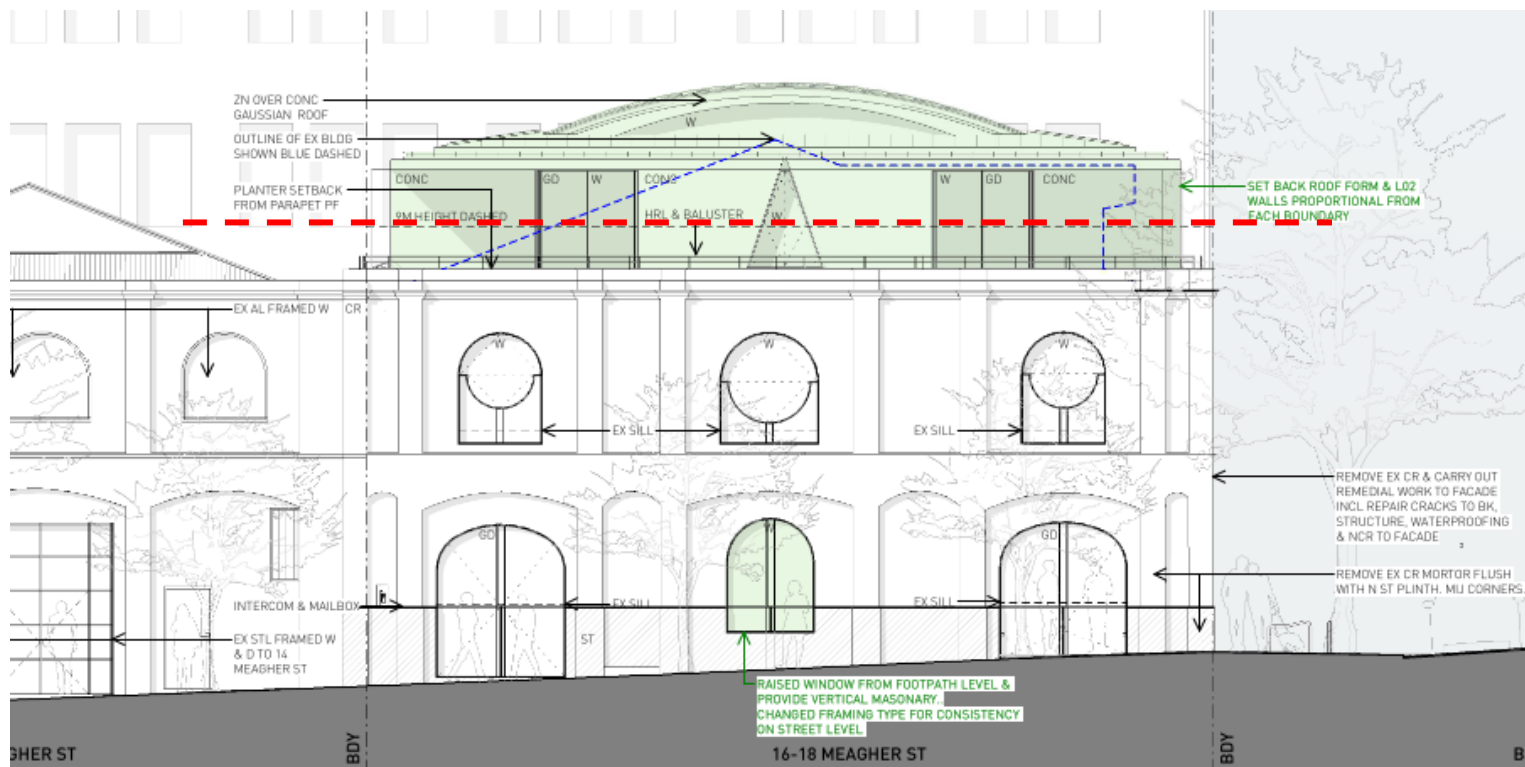 ZN OVER CONC
GAUSSIAN ROOF
W
OUTLINE OF EX BLDG
SHOWN BLUE DASHED
PLANTER SETBACK
FROM PARAPET PF
CONC
GD
W
CONC
W
GD
CONC
SET BACK ROOF FORM & L02
WALLS PROPORTIONAL FROM
EACH BOUNDARY
9M HEIGHT DASHED
HRL & BALUSTER
W
EX AL FRAMED W
CR
W
W
W
EX SILL
EX SILL
REMOVE EX CR & CARRY OUT
REMEDIAL WORK TO FACADE
INCL REPAIR CRACKS TO BK,
STRUCTURE, WATERPROOFING
& NCR TO FACADE
GD
W
GD
REMOVE EX CR MORTOR FLUSH
WITH N ST PLINTH. MIJ CORNERS.
INTERCOM & MAILBOX
EX SILL
EX SILL
EX STL FRAMED W
& D TO 14
MEAGHER ST
ST
RAISED WINDOW FROM FOOTPATH LEVEL &
PROVIDE VERTICAL MASONARY..
CHANGED FRAMING TYPE FOR CONSISTENCY
ON STREET LEVEL
GHER ST
BDY
16-18 MEAGHER ST
BDY
B